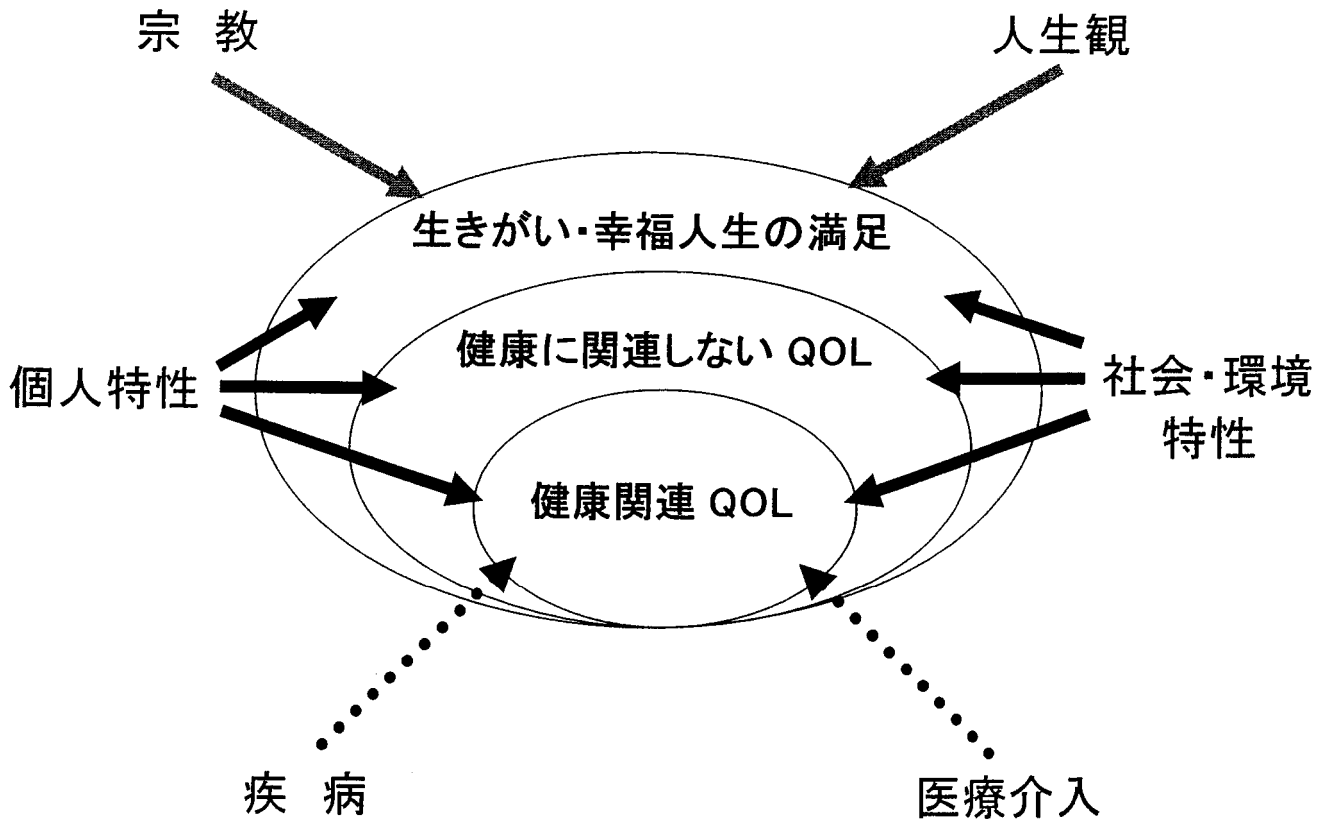 宗 教
人生観
生きがい・幸福人生の満足
健康に関連しない QOL
個人特性
社会・環境
特性
健康関連 QOL
疾 病
医療介入